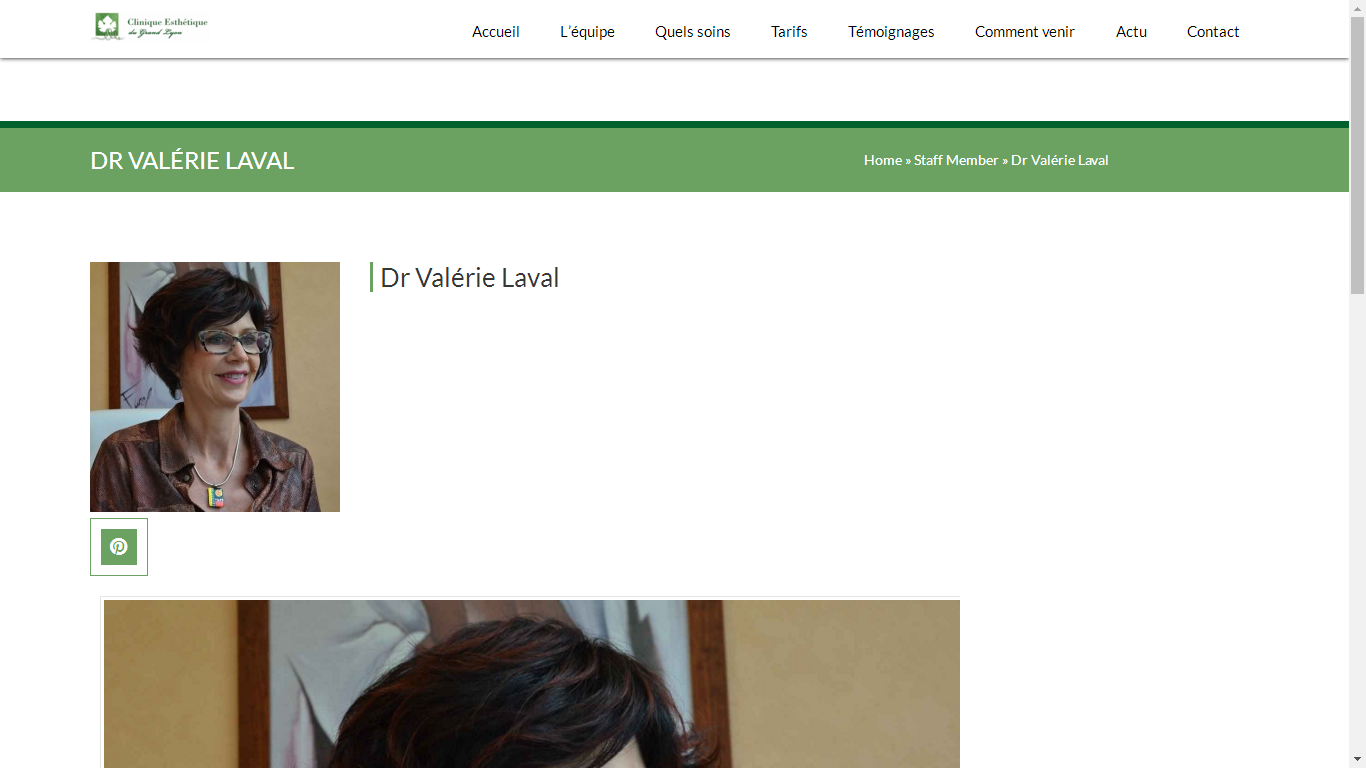 Clinique Esthétique
du Grand Lyon
Accueil L'équipe Quels soins Tarifs Témoignages Comment venir Actu Contact
DR VALÉRIE LAVAL
Home » Staff Member » Dr Valérie Laval
Dr Valérie Laval